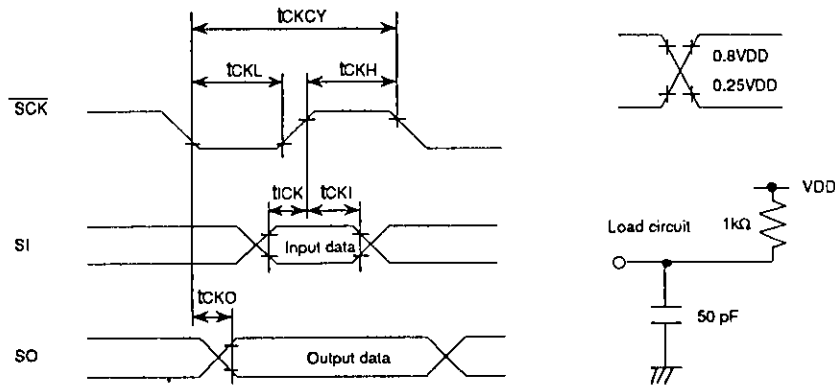 tCKCY
tCKL
tCKH
0.8VDD
0.25VDD
SCK
tICK
tCKI
VDD
1kΩ
Load circuit
SI
Input data
tCKO
50 pF
SO
Output data